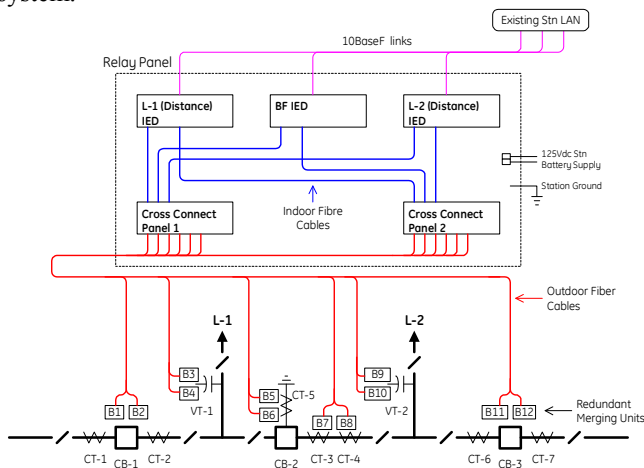 system.
Existing Stn LAN
10BaseF links
Relay Panel
L-1 (Distance)
IED
BF IED
L-2 (Distance)
IED
125Vdc Stn
Battery Supply
Station Ground
Indoor Fibre
Cables
Cross Connect
Panel 1
Cross Connect
Panel 2
Outdoor Fiber
Cables
L-1
L-2
B3
B4
VT-1
B5
B6
CT-5
B9
B10
VT-2
B1
B2
B7
B8
B11
B12
Redundant
Merging Units
CT-1
CB-1
CT-2
CB-2
CT-3
CT-4
CT-6
CB-3
CT-7